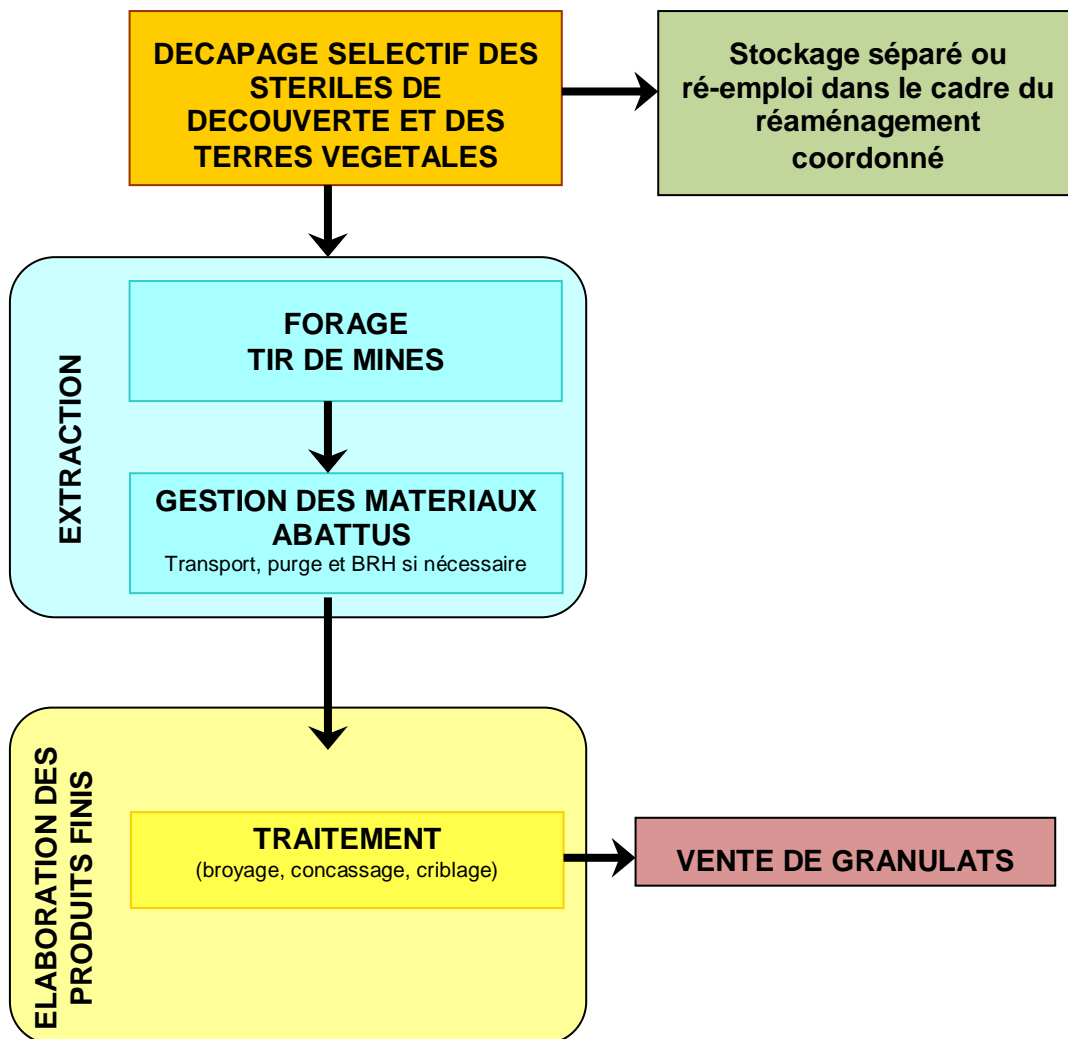 DECAPAGE SELECTIF DES
STERILES DE
DECOUVERTE ET DES
TERRES VEGETALES
Stockage séparé ou
ré-emploi dans le cadre du
réaménagement
coordonné
EXTRACTION
FORAGE
TIR DE MINES
GESTION DES MATERIAUX
ABATTUS
Transport, purge et BRH si nécessaire
ELABORATION DES
PRODUITS FINIS
TRAITEMENT
(broyage, concassage, criblage)
VENTE DE GRANULATS